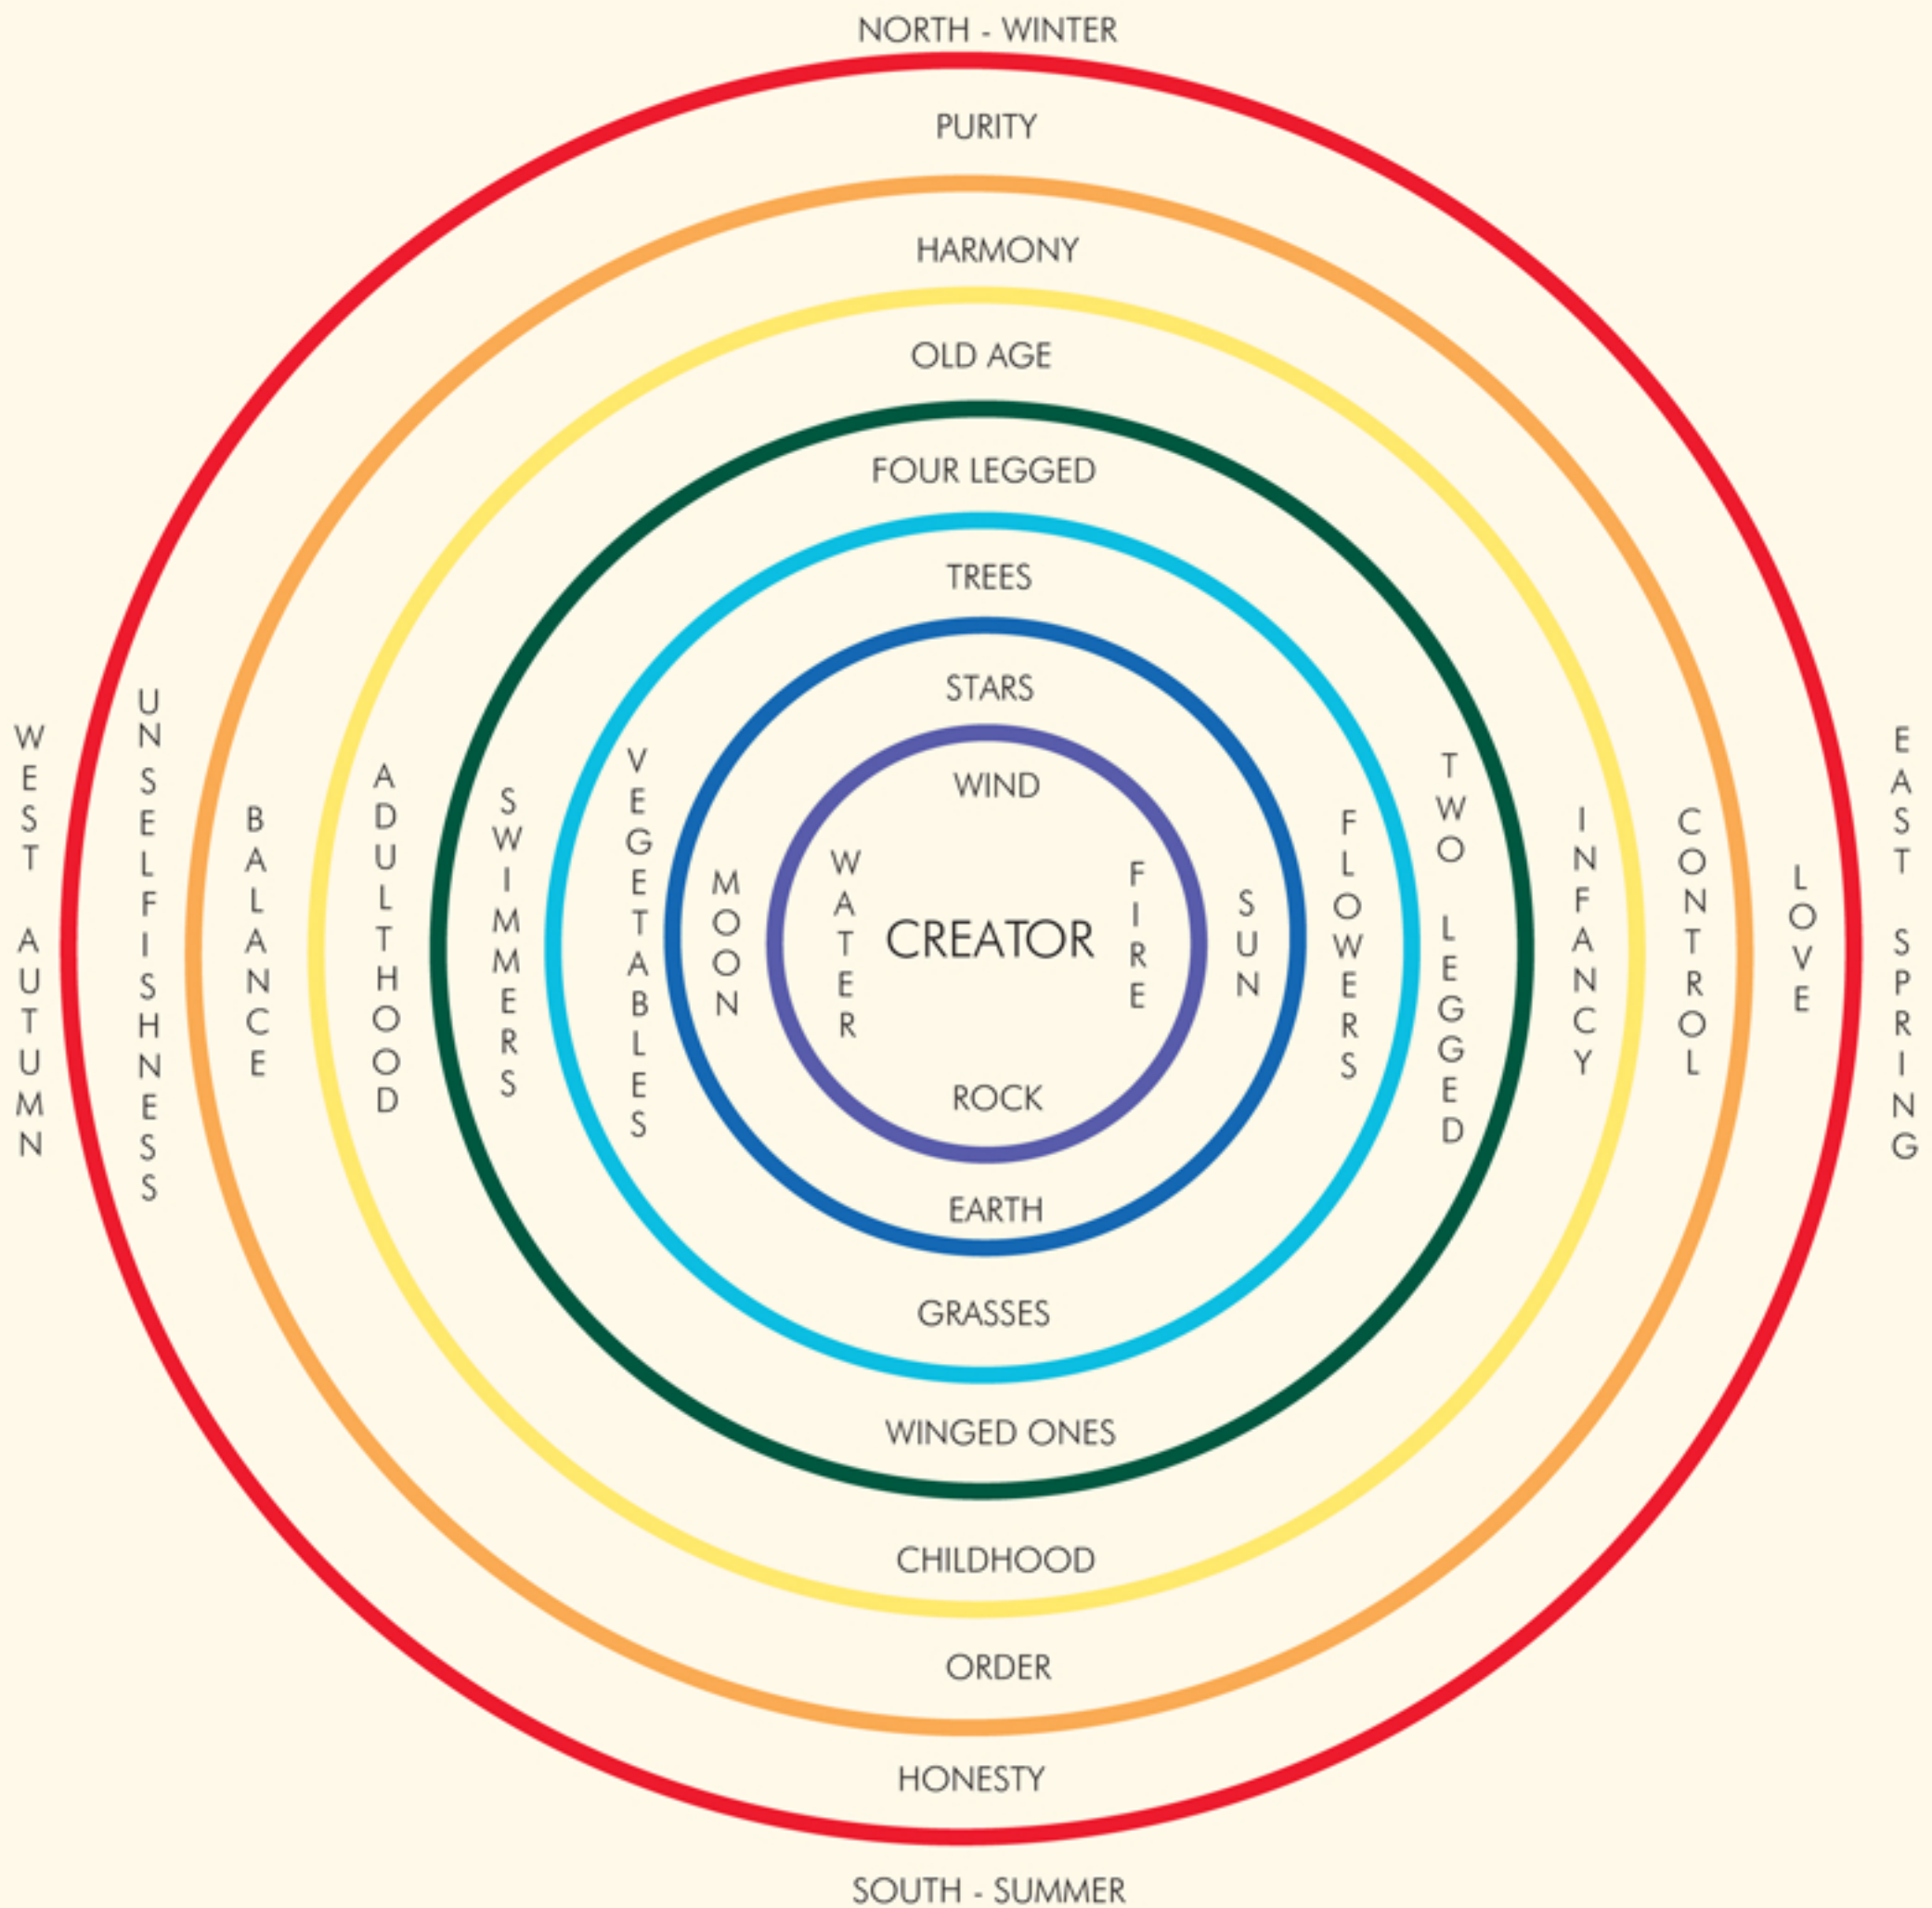 NORTH - WINTER
PURITY
HARMONY
OLD AGE
FOUR LEGGED
TREES
STARS
WIND
WEST AUTUMN
UNSELFISHNESS
BALANCE
ADULTHOOD
SWIMMERS
VEGETABLES
MOON
WATER
CREATOR
FIRE
SUN
FLOWERS
TWO LEGGED
INFANCY
CONTROL
LOVE
EAST SPRING
ROCK
EARTH
GRASSES
WINGED ONES
CHILDHOOD
ORDER
HONESTY
SOUTH - SUMMER